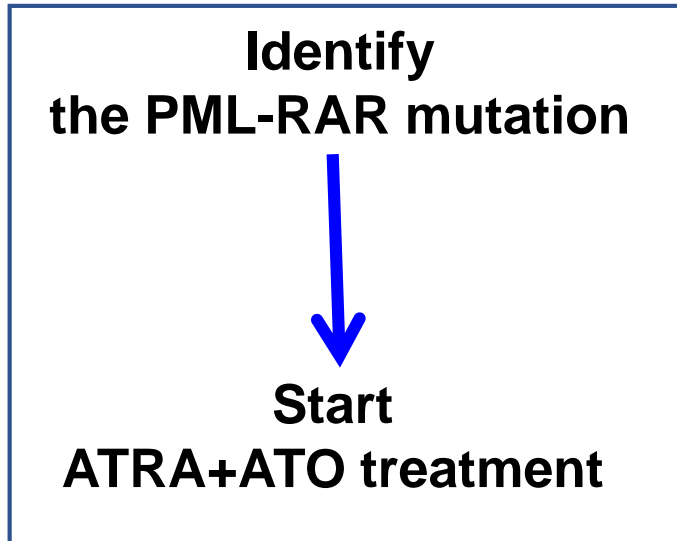 Identify
the PML-RAR mutation
Start
ATRA+ATO treatment